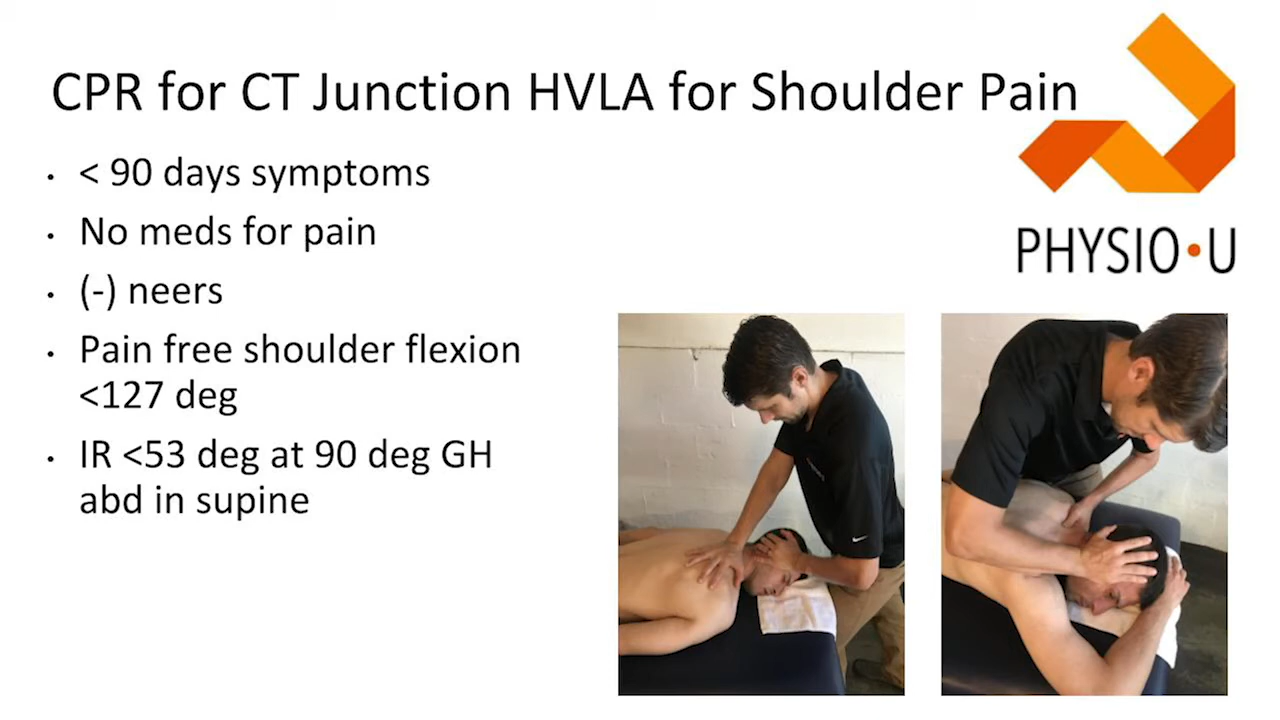 CPR for CT Junction HVLA for Shoulder Pain
• < 90 days symptoms
• No meds for pain
• (-) neers
• Pain free shoulder flexion
<127 deg
• IR <53 deg at 90 deg GH
abd in supine
PHYSIO•U